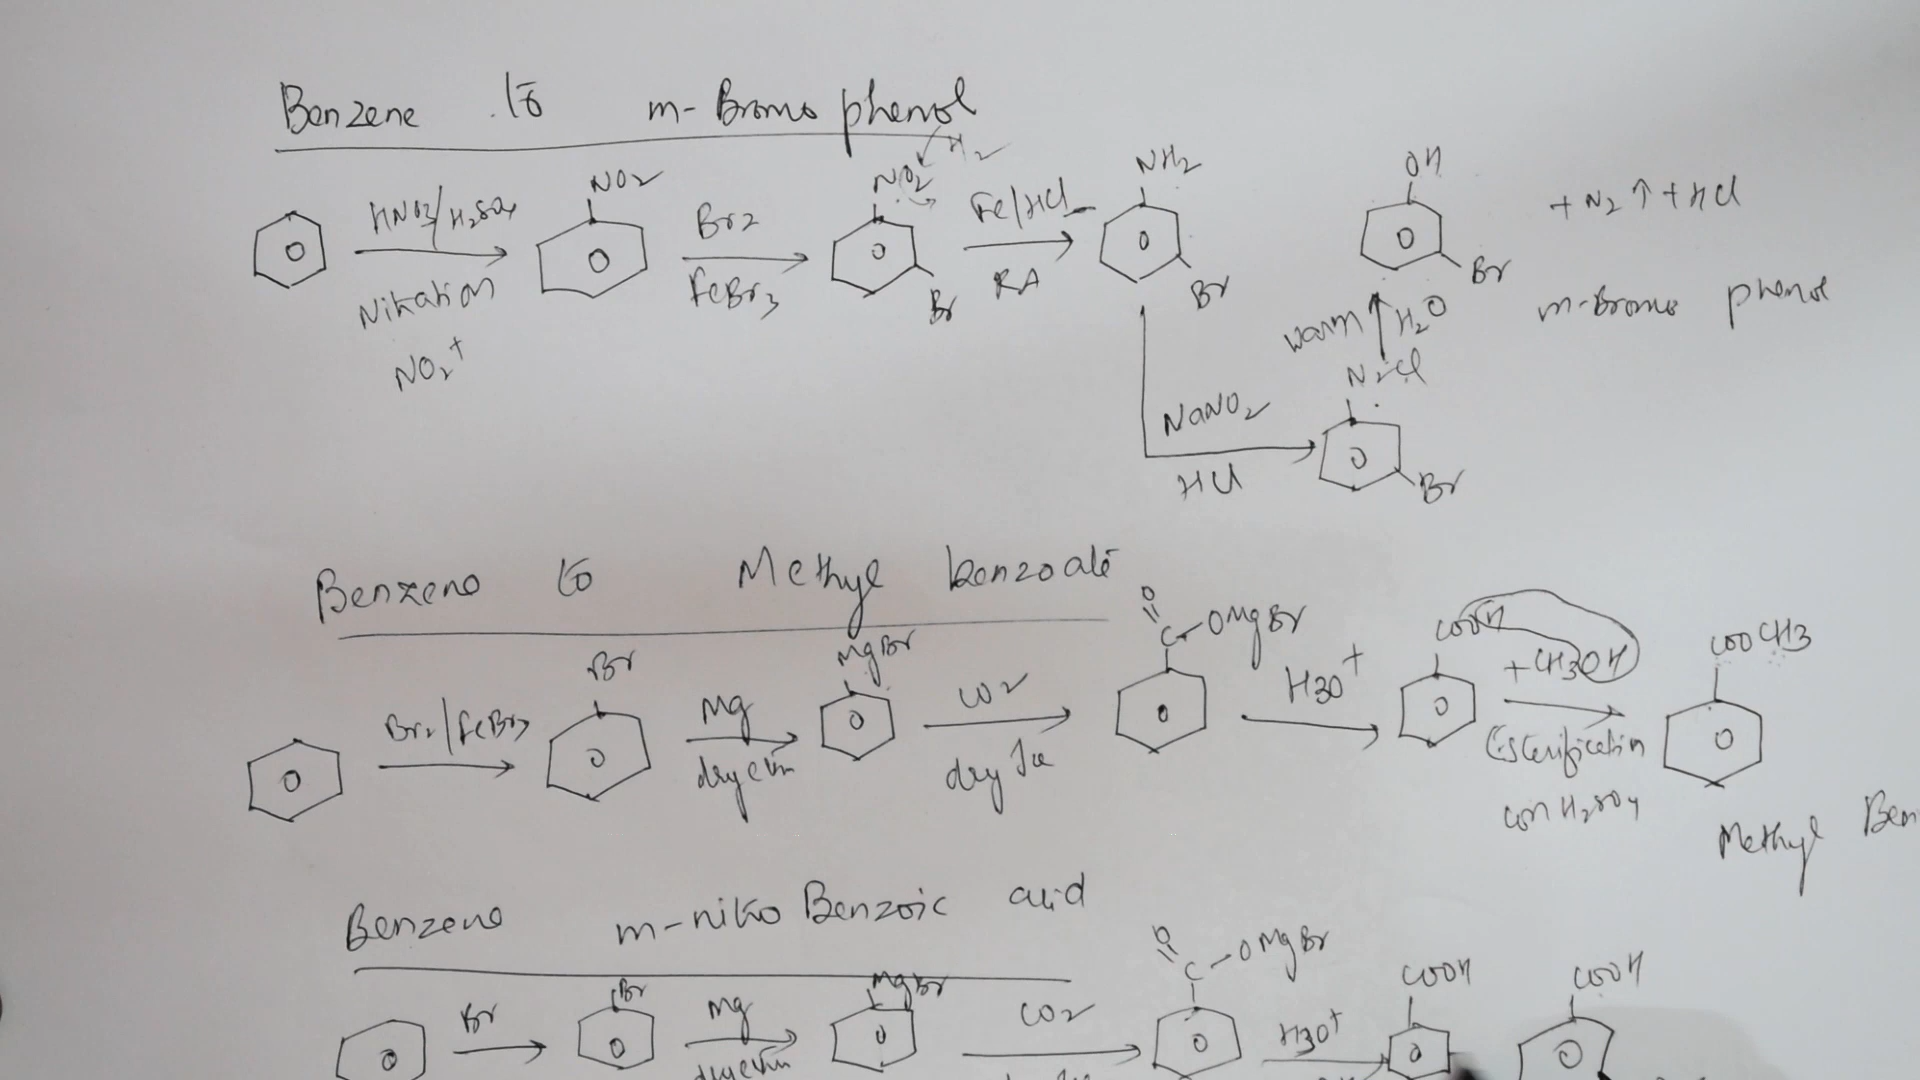 Benzene to m-Bromo phenol
HNO3/H2SO4
Nitration
NO2+
NO2
Br2
FeBr3
NO2
H2
Br
Fe/HCl
RA
NH2
Br
NaNO2
HCl
N2Cl
Br
warm H2O
OH
Br
+ N2 ↑ + HCl
m-Bromo phenol
Benzene to Methyl benzoate
Br2/FeBr3
Br
Mg
MgBr
CO2
dry Ice
O
C-OMgBr
H3O+
COOH
+CH3OH
Esterification
con H2SO4
COOCH3
Methyl Ben
Benzene m-nitro Benzoic acid
Br
Br
Mg
MgBr
CO2
O
C-OMgBr
H3O+
COOH
COOH